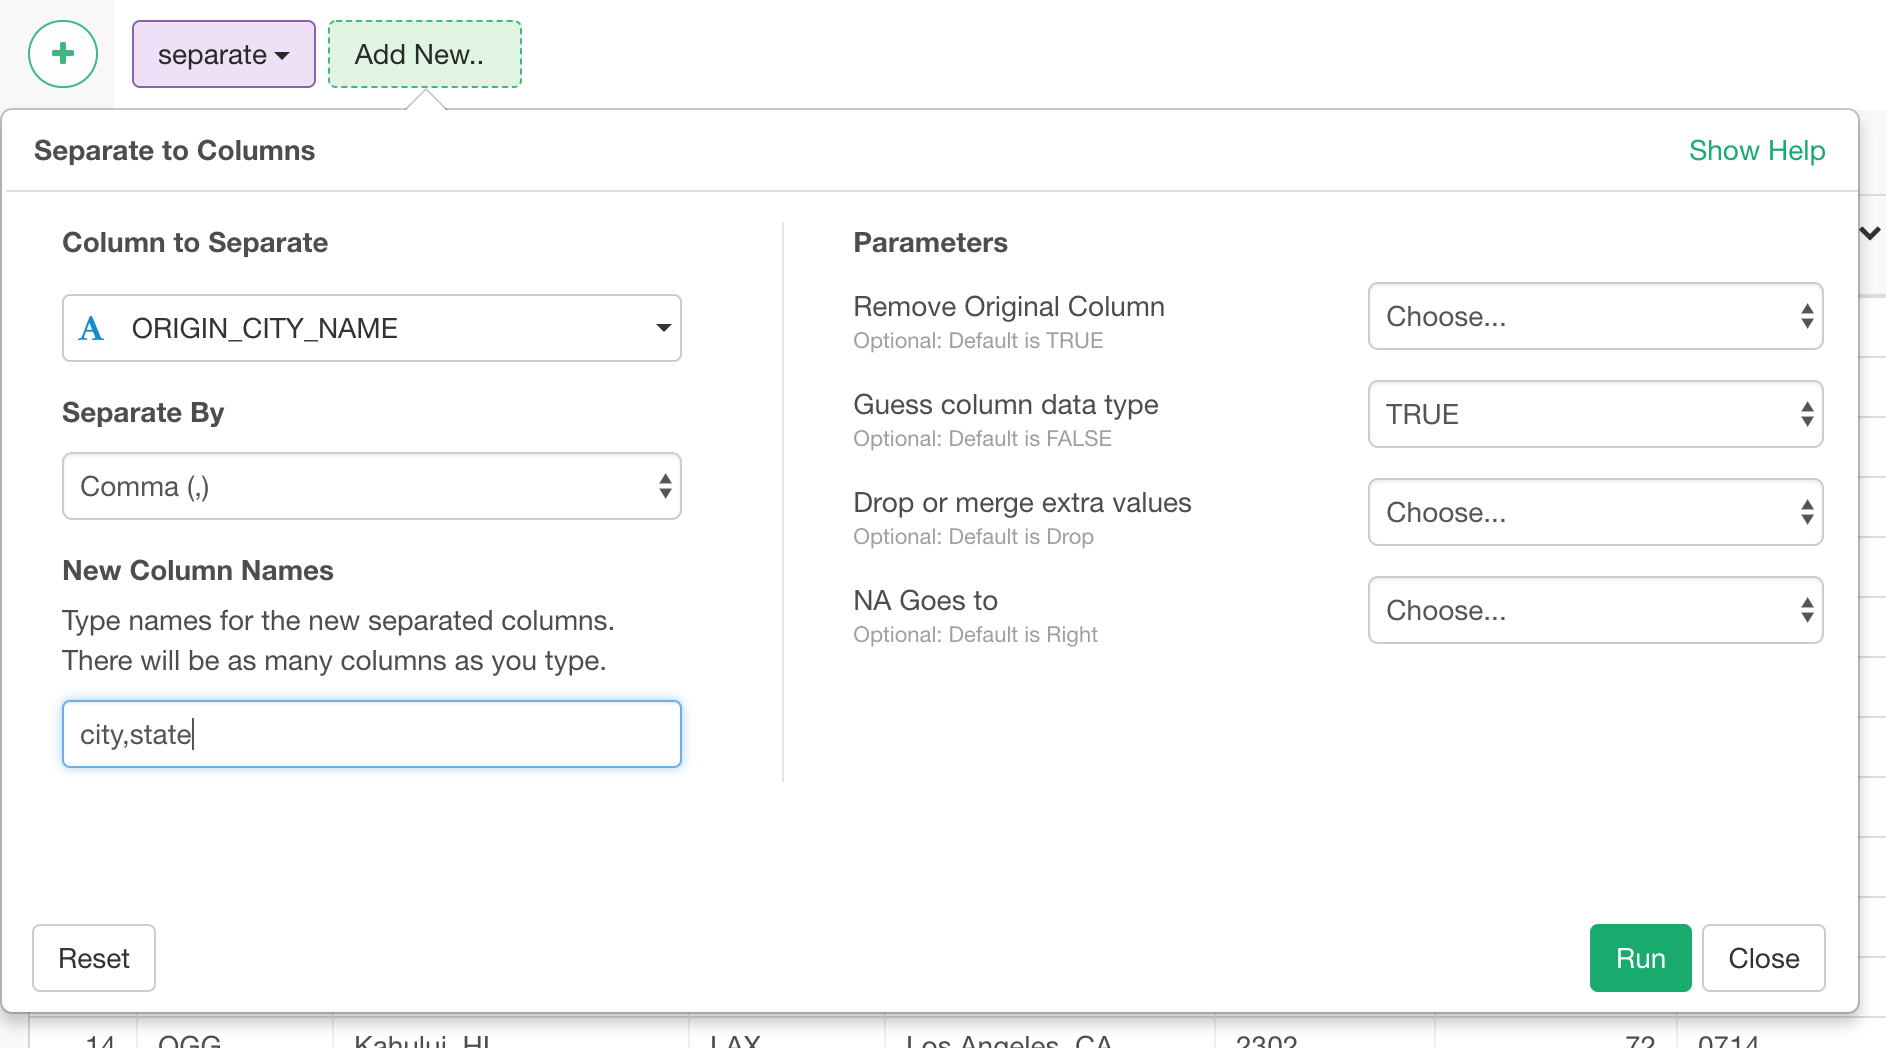 separate
Add New..
Separate to Columns
Show Help
Column to Separate
A ORIGIN_CITY_NAME
Separate By
Comma (,)
New Column Names
Type names for the new separated columns.
There will be as many columns as you type.
city,state
Parameters
Remove Original Column
Optional: Default is TRUE
Choose...
Guess column data type
Optional: Default is FALSE
TRUE
Drop or merge extra values
Optional: Default is Drop
Choose...
NA Goes to
Optional: Default is Right
Choose...
Reset
Run
Close
14 OGG Kahului, HI LAX Los Angeles, CA 2302 72 0714